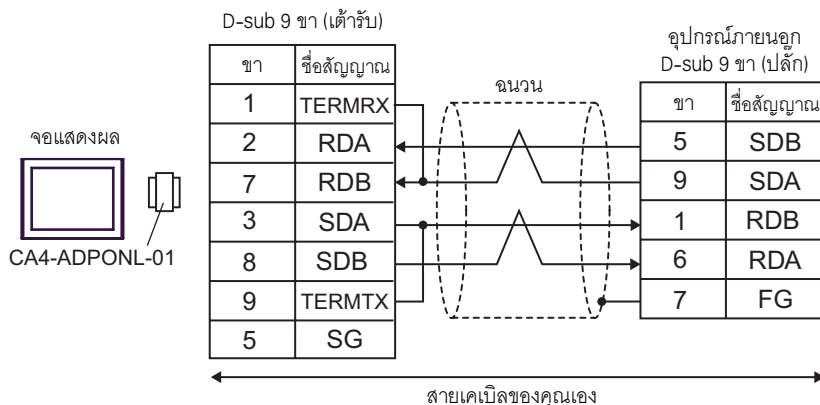 D-sub 9 ขา (เต้ารับ)
อุปกรณ์ภายนอก
D-sub 9 ขา (ปลั๊ก)
จอแสดงผล
CA4-ADPONL-01
ขา ชื่อสัญญาณ
1 TERMRX
2 RDA
7 RDB
3 SDA
8 SDB
9 TERMTX
5 SG
ฉนวน
ขา ชื่อสัญญาณ
5 SDB
9 SDA
1 RDB
6 RDA
7 FG
สายเคเบิลของคุณเอง